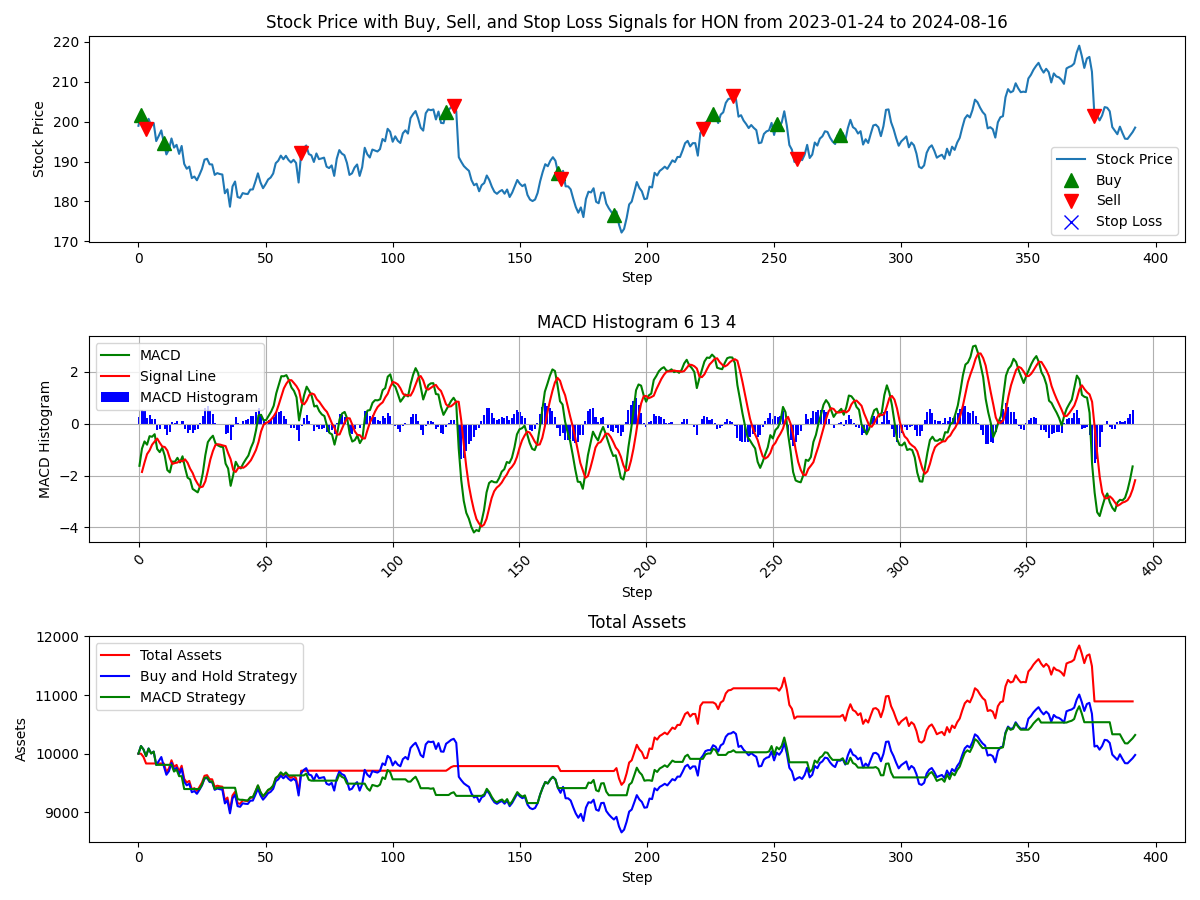 Stock Price with Buy, Sell, and Stop Loss Signals for HON from 2023-01-24 to 2024-08-16
220
210
200
190
180
170
Stock Price
Stock Price
Buy
Sell
Stop Loss
0 50 100 150 200 250 300 350 400
Step
MACD Histogram 6 13 4
2
0
−2
−4
MACD Histogram
MACD
Signal Line
MACD Histogram
0 50 100 150 200 250 300 350 400
Step
Total Assets
12000
11000
10000
9000
Assets
Total Assets
Buy and Hold Strategy
MACD Strategy
0 50 100 150 200 250 300 350 400
Step